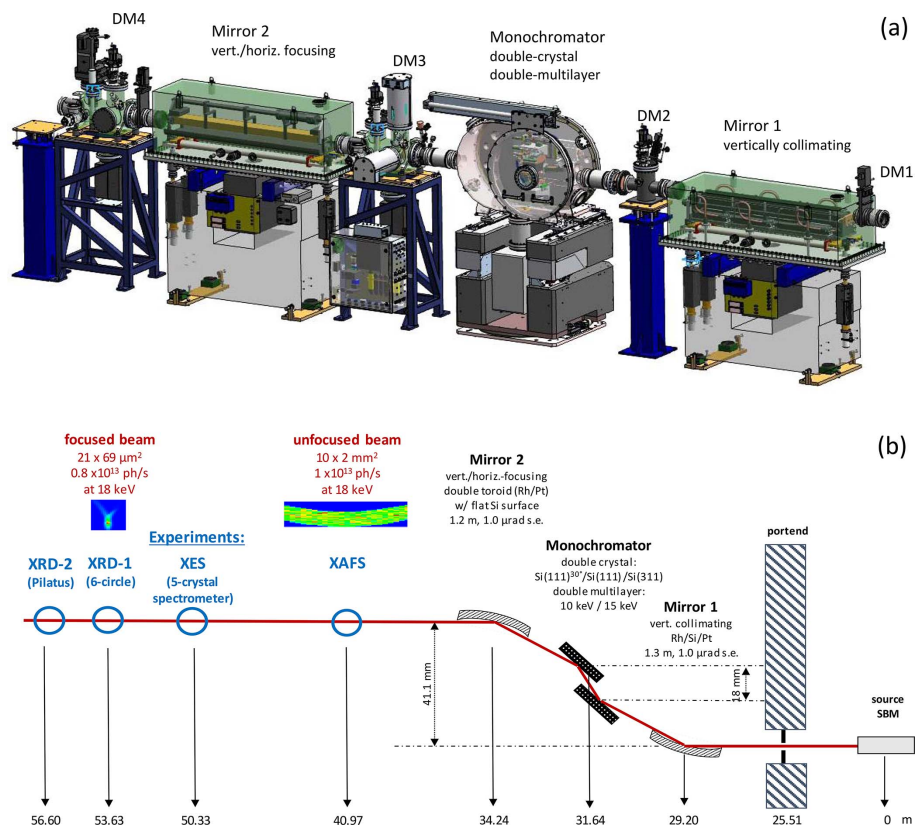 (a)
DM4
Mirror 2
vert./horiz. focusing
DM3
Monochromator
double-crystal
double-multilayer
DM2
Mirror 1
vertically collimating
DM1
(b)
focused beam
21 x 69 µm²
0.8 x10¹³ ph/s
at 18 keV
unfocused beam
10 x 2 mm²
1 x10¹³ ph/s
at 18 keV
Mirror 2
vert./horiz.-focusing
double toroid (Rh/Pt)
w/ flat Si surface
1.2 m, 1.0 µrad s.e.
Experiments:
XRD-2
(Pilatus)
XRD-1
(6-circle)
XES
(5-crystal
spectrometer)
XAFS
Monochromator
double crystal:
Si(111)³⁰°/Si(111)/Si(311)
double multilayer:
10 keV / 15 keV
Mirror 1
vert. collimating
Rh/Si/Pt
1.3 m, 1.0 µrad s.e.
portend
source
SBM
41.1 mm
18 mm
56.60
53.63
50.33
40.97
34.24
31.64
29.20
25.51
0 m